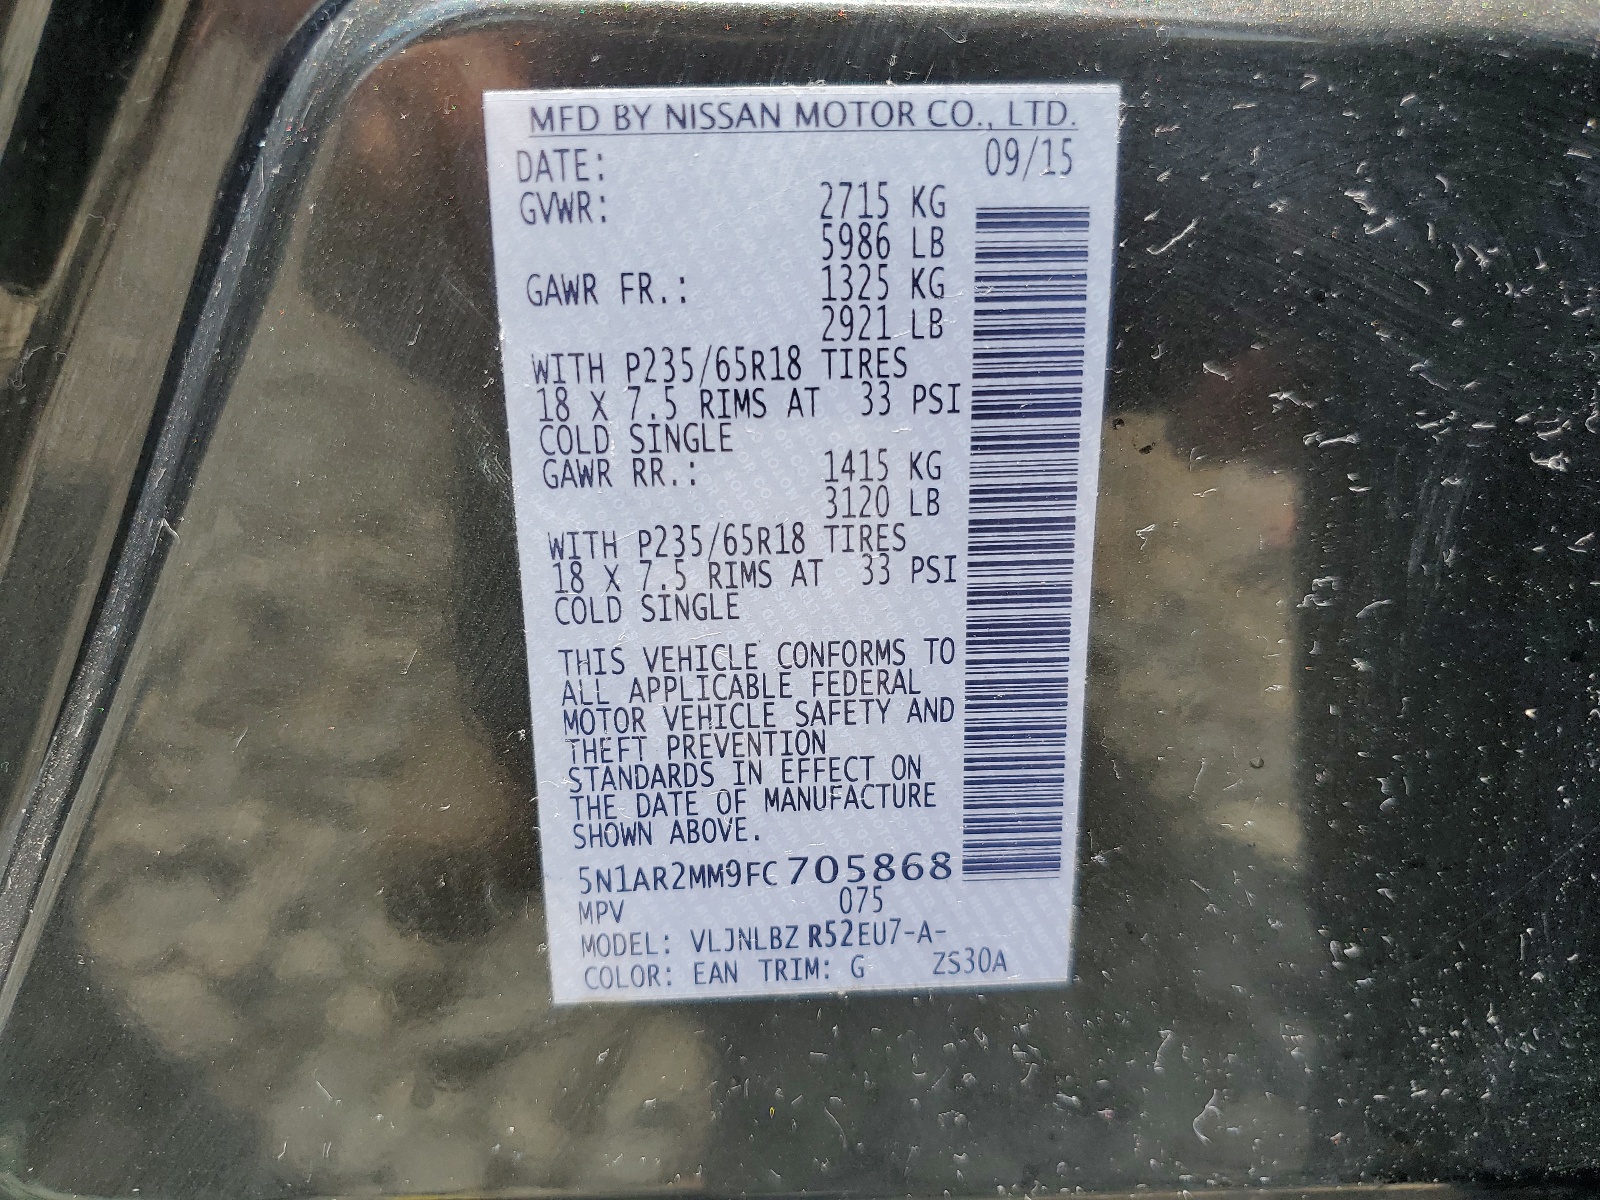 MFD BY NISSAN MOTOR CO., LTD.
DATE: 09/15
GVWR: 2715 KG
5986 LB
GAWR FR.: 1325 KG
2921 LB
WITH P235/65R18 TIRES
18 X 7.5 RIMS AT 33 PSI
COLD SINGLE
GAWR RR.: 1415 KG
3120 LB
WITH P235/65R18 TIRES
18 X 7.5 RIMS AT 33 PSI
COLD SINGLE
THIS VEHICLE CONFORMS TO
ALL APPLICABLE FEDERAL
MOTOR VEHICLE SAFETY AND
THEFT PREVENTION
STANDARDS IN EFFECT ON
THE DATE OF MANUFACTURE
SHOWN ABOVE.
5N1AR2MM9FC705868
MPV 075
MODEL: VLJNLBZ R52EU7-A-
COLOR: EAN TRIM: G ZS30A